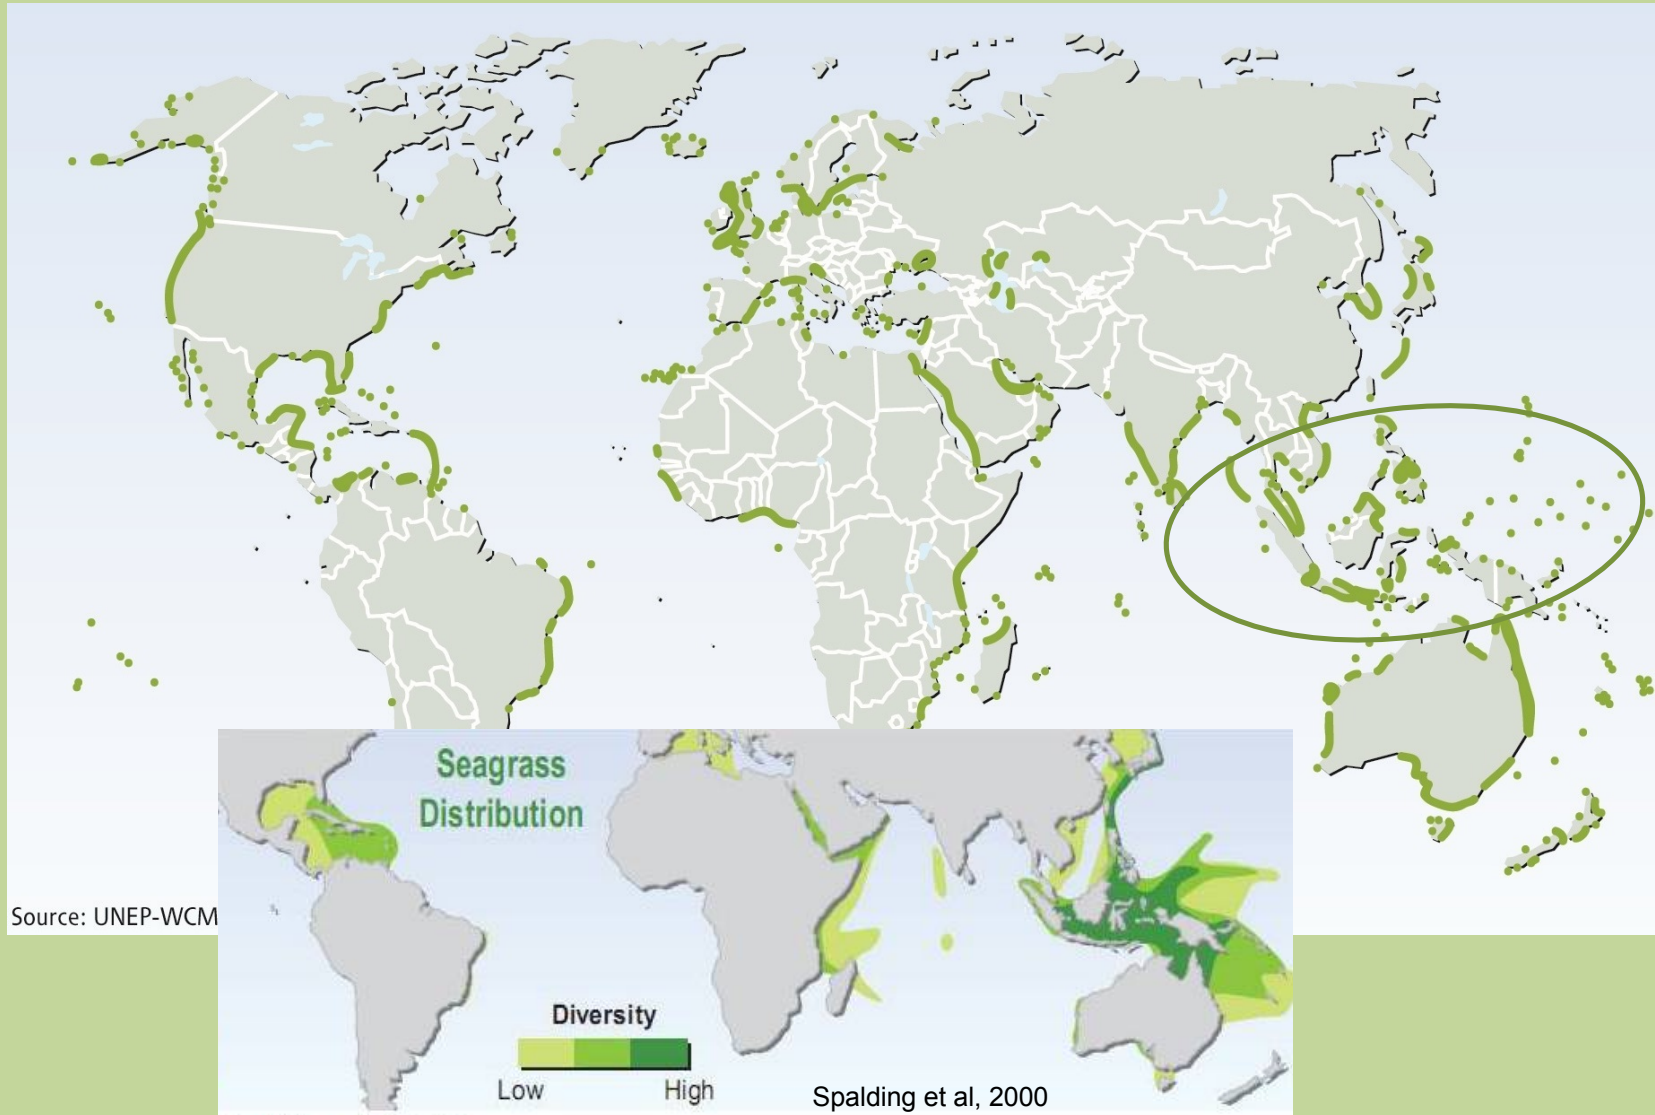 Source: UNEP-WCM
Seagrass
Distribution
Diversity
Low High
Spalding et al, 2000